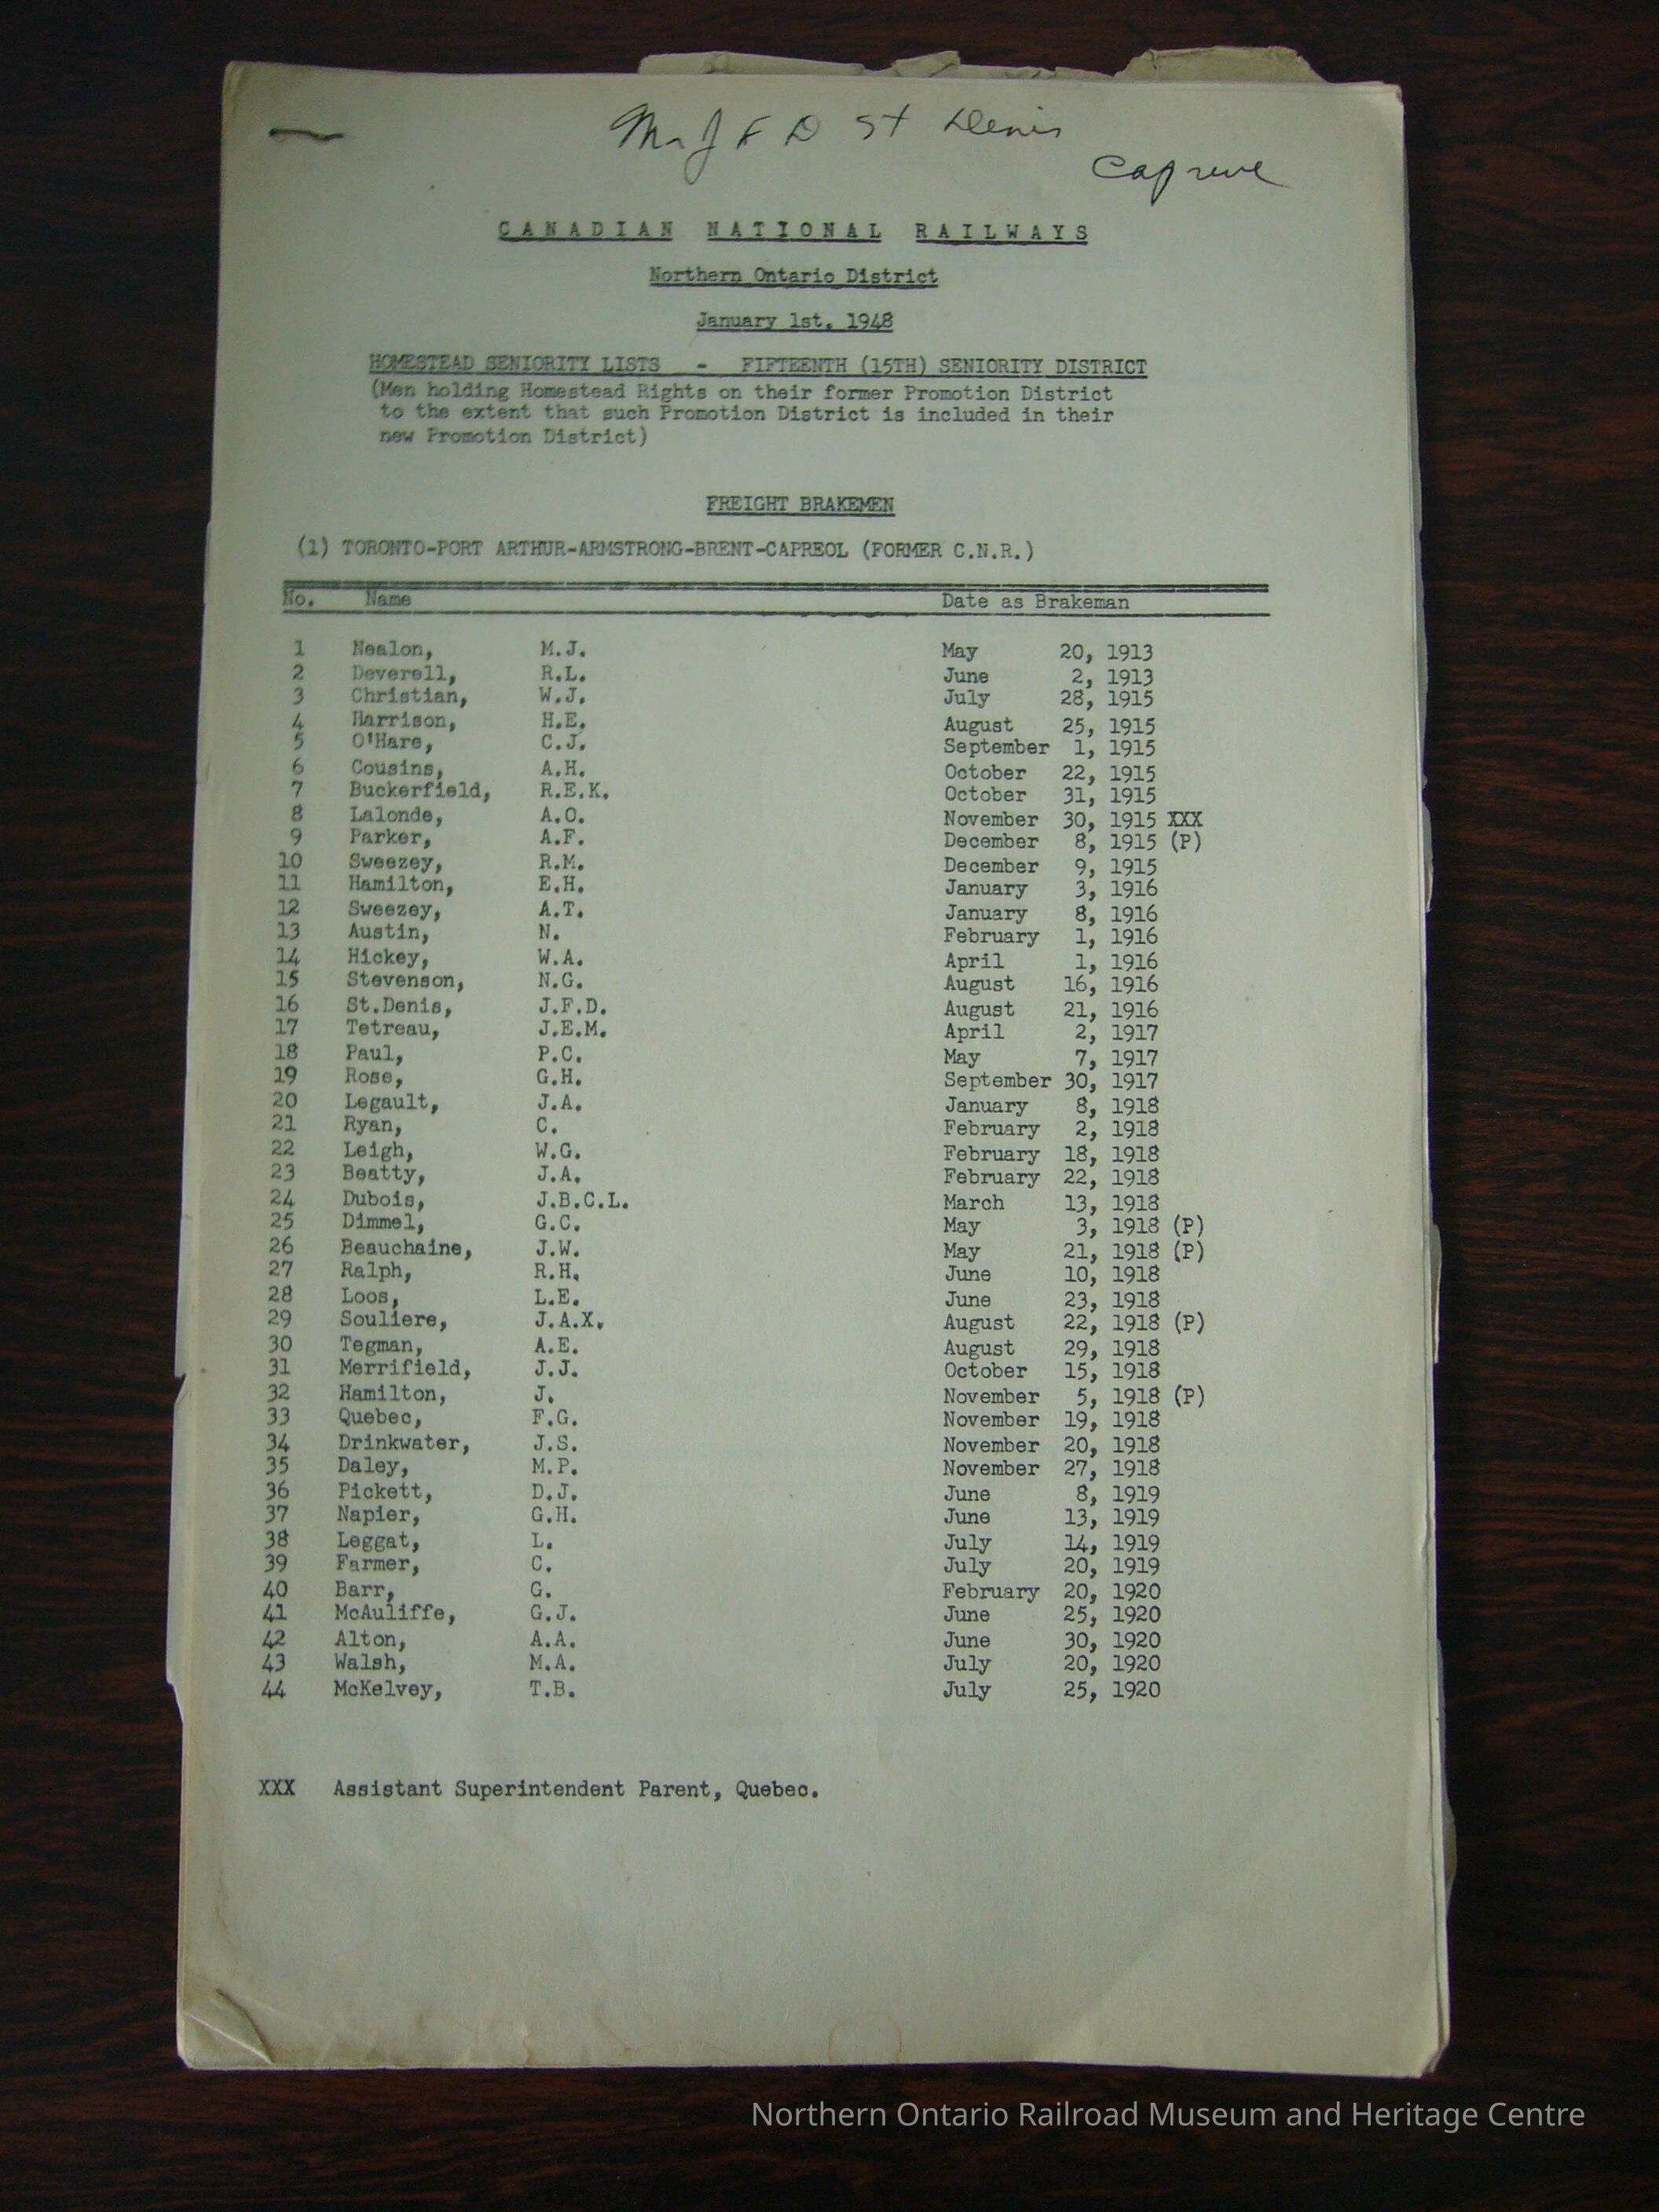 Mr J F D St Denis
Capreol
CANADIAN NATIONAL RAILWAYS
Northern Ontario District
January 1st, 1948
HOMESTEAD SENIORITY LISTS - FIFTEENTH (15TH) SENIORITY DISTRICT
(Men holding Homestead Rights on their former Promotion District
to the extent that such Promotion District is included in their
new Promotion District)
FREIGHT BRAKEMEN
(1) TORONTO-PORT ARTHUR-ARMSTRONG-BRENT-CAPREOL (FORMER C.N.R.)
No. Name Date as Brakeman
1 Nealon, M.J. May 20, 1913
2 Deverell, R.L. June 2, 1913
3 Christian, W.J. July 28, 1915
4 Harrison, H.E. August 25, 1915
5 O'Hare, C.J. September 1, 1915
6 Cousins, A.H. October 22, 1915
7 Buckerfield, R.E.K. October 31, 1915
8 Lalonde, A.O. November 30, 1915 XXX
9 Parker, A.F. December 8, 1915 (P)
10 Sweezey, R.M. December 9, 1915
11 Hamilton, E.H. January 3, 1916
12 Sweezey, A.T. January 8, 1916
13 Austin, N. February 1, 1916
14 Hickey, W.A. April 1, 1916
15 Stevenson, N.G. August 16, 1916
16 St.Denis, J.F.D. August 21, 1916
17 Tetreau, J.E.M. April 2, 1917
18 Paul, P.C. May 7, 1917
19 Rose, G.H. September 30, 1917
20 Legault, J.A. January 8, 1918
21 Ryan, C. February 2, 1918
22 Leigh, W.G. February 18, 1918
23 Beatty, J.A. February 22, 1918
24 Dubois, J.B.C.L. March 13, 1918
25 Dimmel, G.C. May 3, 1918 (P)
26 Beauchaine, J.W. May 21, 1918 (P)
27 Ralph, R.H. June 10, 1918
28 Loos, L.E. June 23, 1918
29 Souliere, J.A.X. August 22, 1918 (P)
30 Tegman, A.E. August 29, 1918
31 Merrifield, J.J. October 15, 1918
32 Hamilton, J. November 5, 1918 (P)
33 Quebec, F.G. November 19, 1918
34 Drinkwater, J.S. November 20, 1918
35 Daley, M.P. November 27, 1918
36 Pickett, D.J. June 8, 1919
37 Napier, G.H. June 13, 1919
38 Leggat, L. July 14, 1919
39 Farmer, C. July 20, 1919
40 Barr, G. February 20, 1920
41 McAuliffe, G.J. June 25, 1920
42 Alton, A.A. June 30, 1920
43 Walsh, M.A. July 20, 1920
44 McKelvey, T.B. July 25, 1920
XXX Assistant Superintendent Parent, Quebec.
Northern Ontario Railroad Museum and Heritage Centre